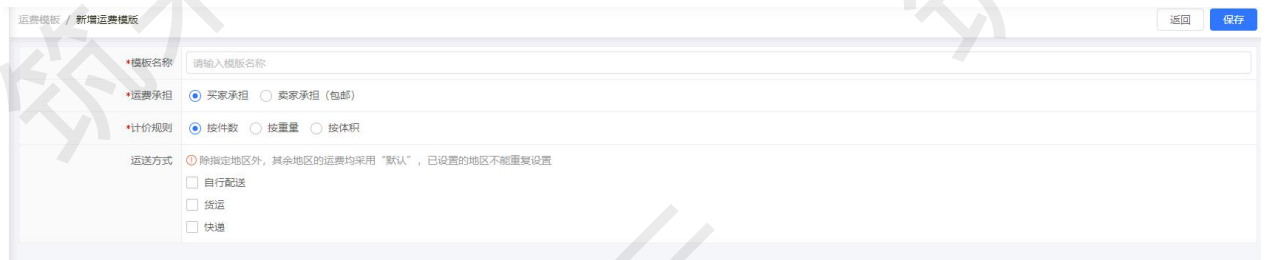 运费模板 / 新增运费模版 返回 保存
*模板名称 请输入模版名称
*运费承担 买家承担 卖家承担（包邮）
*计价规则 按件数 按重量 按体积
运送方式 除指定地区外，其余地区的运费均采用“默认”，已设置的地区不能重复设置
自行配送
货运
快递